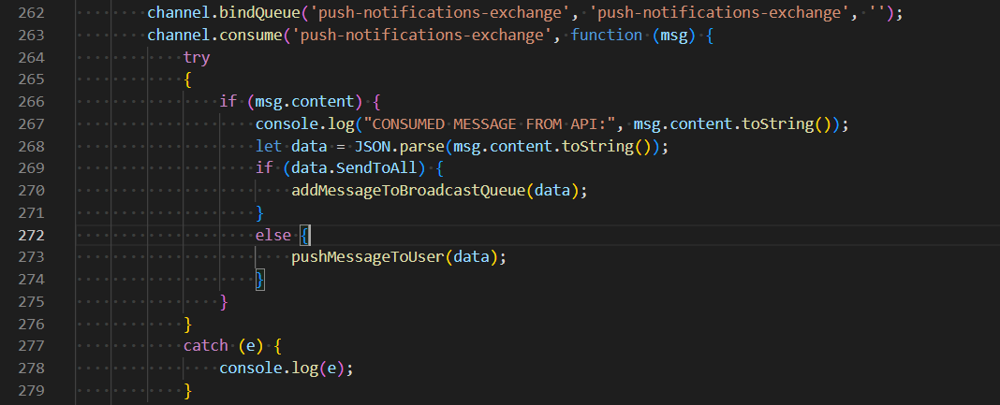 262 channel.bindQueue('push-notifications-exchange', 'push-notifications-exchange', '');
263 channel.consume('push-notifications-exchange', function (msg) {
264 try
265 {
266 if (msg.content) {
267 console.log("CONSUMED MESSAGE FROM API:", msg.content.toString());
268 let data = JSON.parse(msg.content.toString());
269 if (data.SendToAll) {
270 addMessageToBroadcastQueue(data);
271 }
272 else {
273 pushMessageToUser(data);
274 }
275 }
276 }
277 catch (e) {
278 console.log(e);
279 }